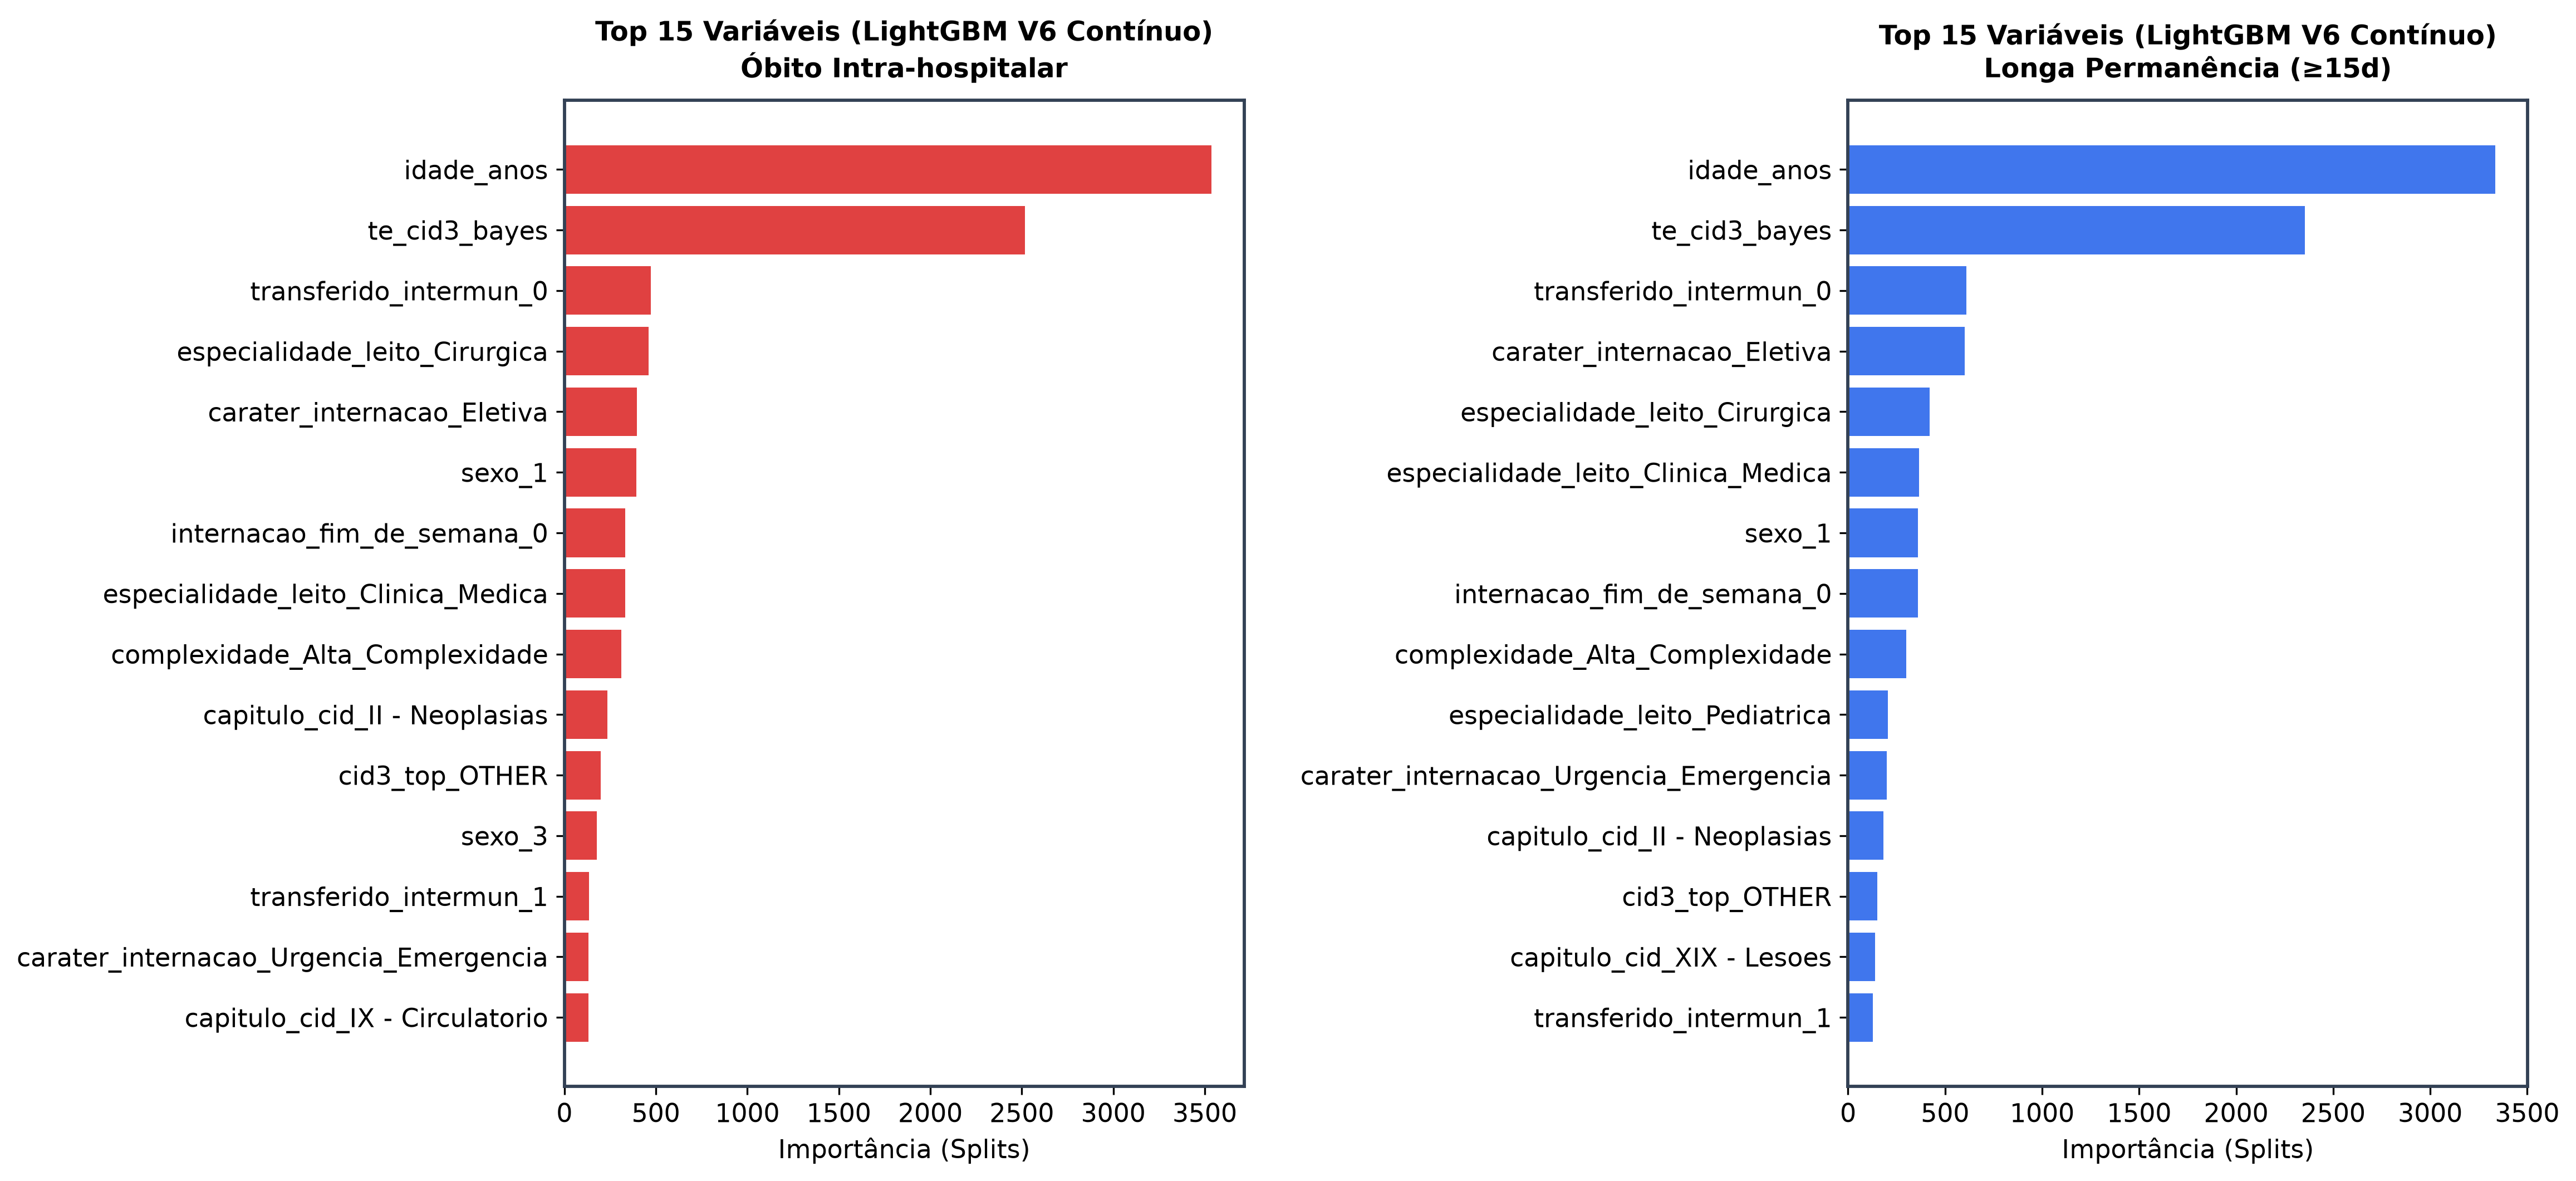 Top 15 Variáveis (LightGBM V6 Contínuo)
Óbito Intra-hospitalar
idade_anos
te_cid3_bayes
transferido_intermun_0
especialidade_leito_Cirurgica
carater_internacao_Eletiva
sexo_1
internacao_fim_de_semana_0
especialidade_leito_Clinica_Medica
complexidade_Alta_Complexidade
capitulo_cid_II - Neoplasias
cid3_top_OTHER
sexo_3
transferido_intermun_1
carater_internacao_Urgencia_Emergencia
capitulo_cid_IX - Circulatorio
0 500 1000 1500 2000 2500 3000 3500
Importância (Splits)
Top 15 Variáveis (LightGBM V6 Contínuo)
Longa Permanência (≥15d)
idade_anos
te_cid3_bayes
transferido_intermun_0
carater_internacao_Eletiva
especialidade_leito_Cirurgica
especialidade_leito_Clinica_Medica
sexo_1
internacao_fim_de_semana_0
complexidade_Alta_Complexidade
especialidade_leito_Pediatrica
carater_internacao_Urgencia_Emergencia
capitulo_cid_II - Neoplasias
cid3_top_OTHER
capitulo_cid_XIX - Lesoes
transferido_intermun_1
0 500 1000 1500 2000 2500 3000 3500
Importância (Splits)